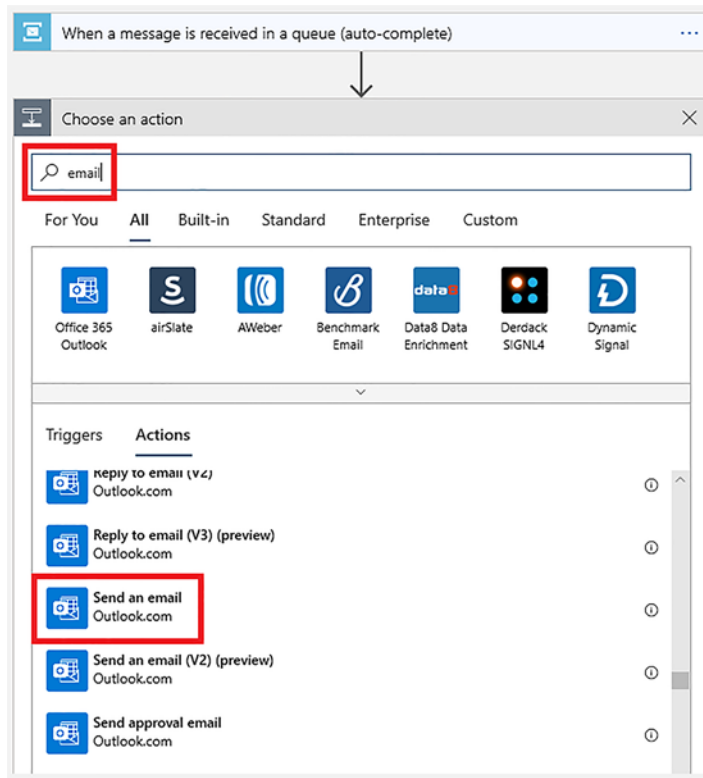 When a message is received in a queue (auto-complete)
Choose an action
email
For You All Built-in Standard Enterprise Custom
Office 365 Outlook
airSlate
AWeber
Benchmark Email
Data8 Data Enrichment
Derdack SIGNL4
Dynamic Signal
Triggers Actions
Reply to email (V2)
Outlook.com
Reply to email (V3) (preview)
Outlook.com
Send an email
Outlook.com
Send an email (V2) (preview)
Outlook.com
Send approval email
Outlook.com